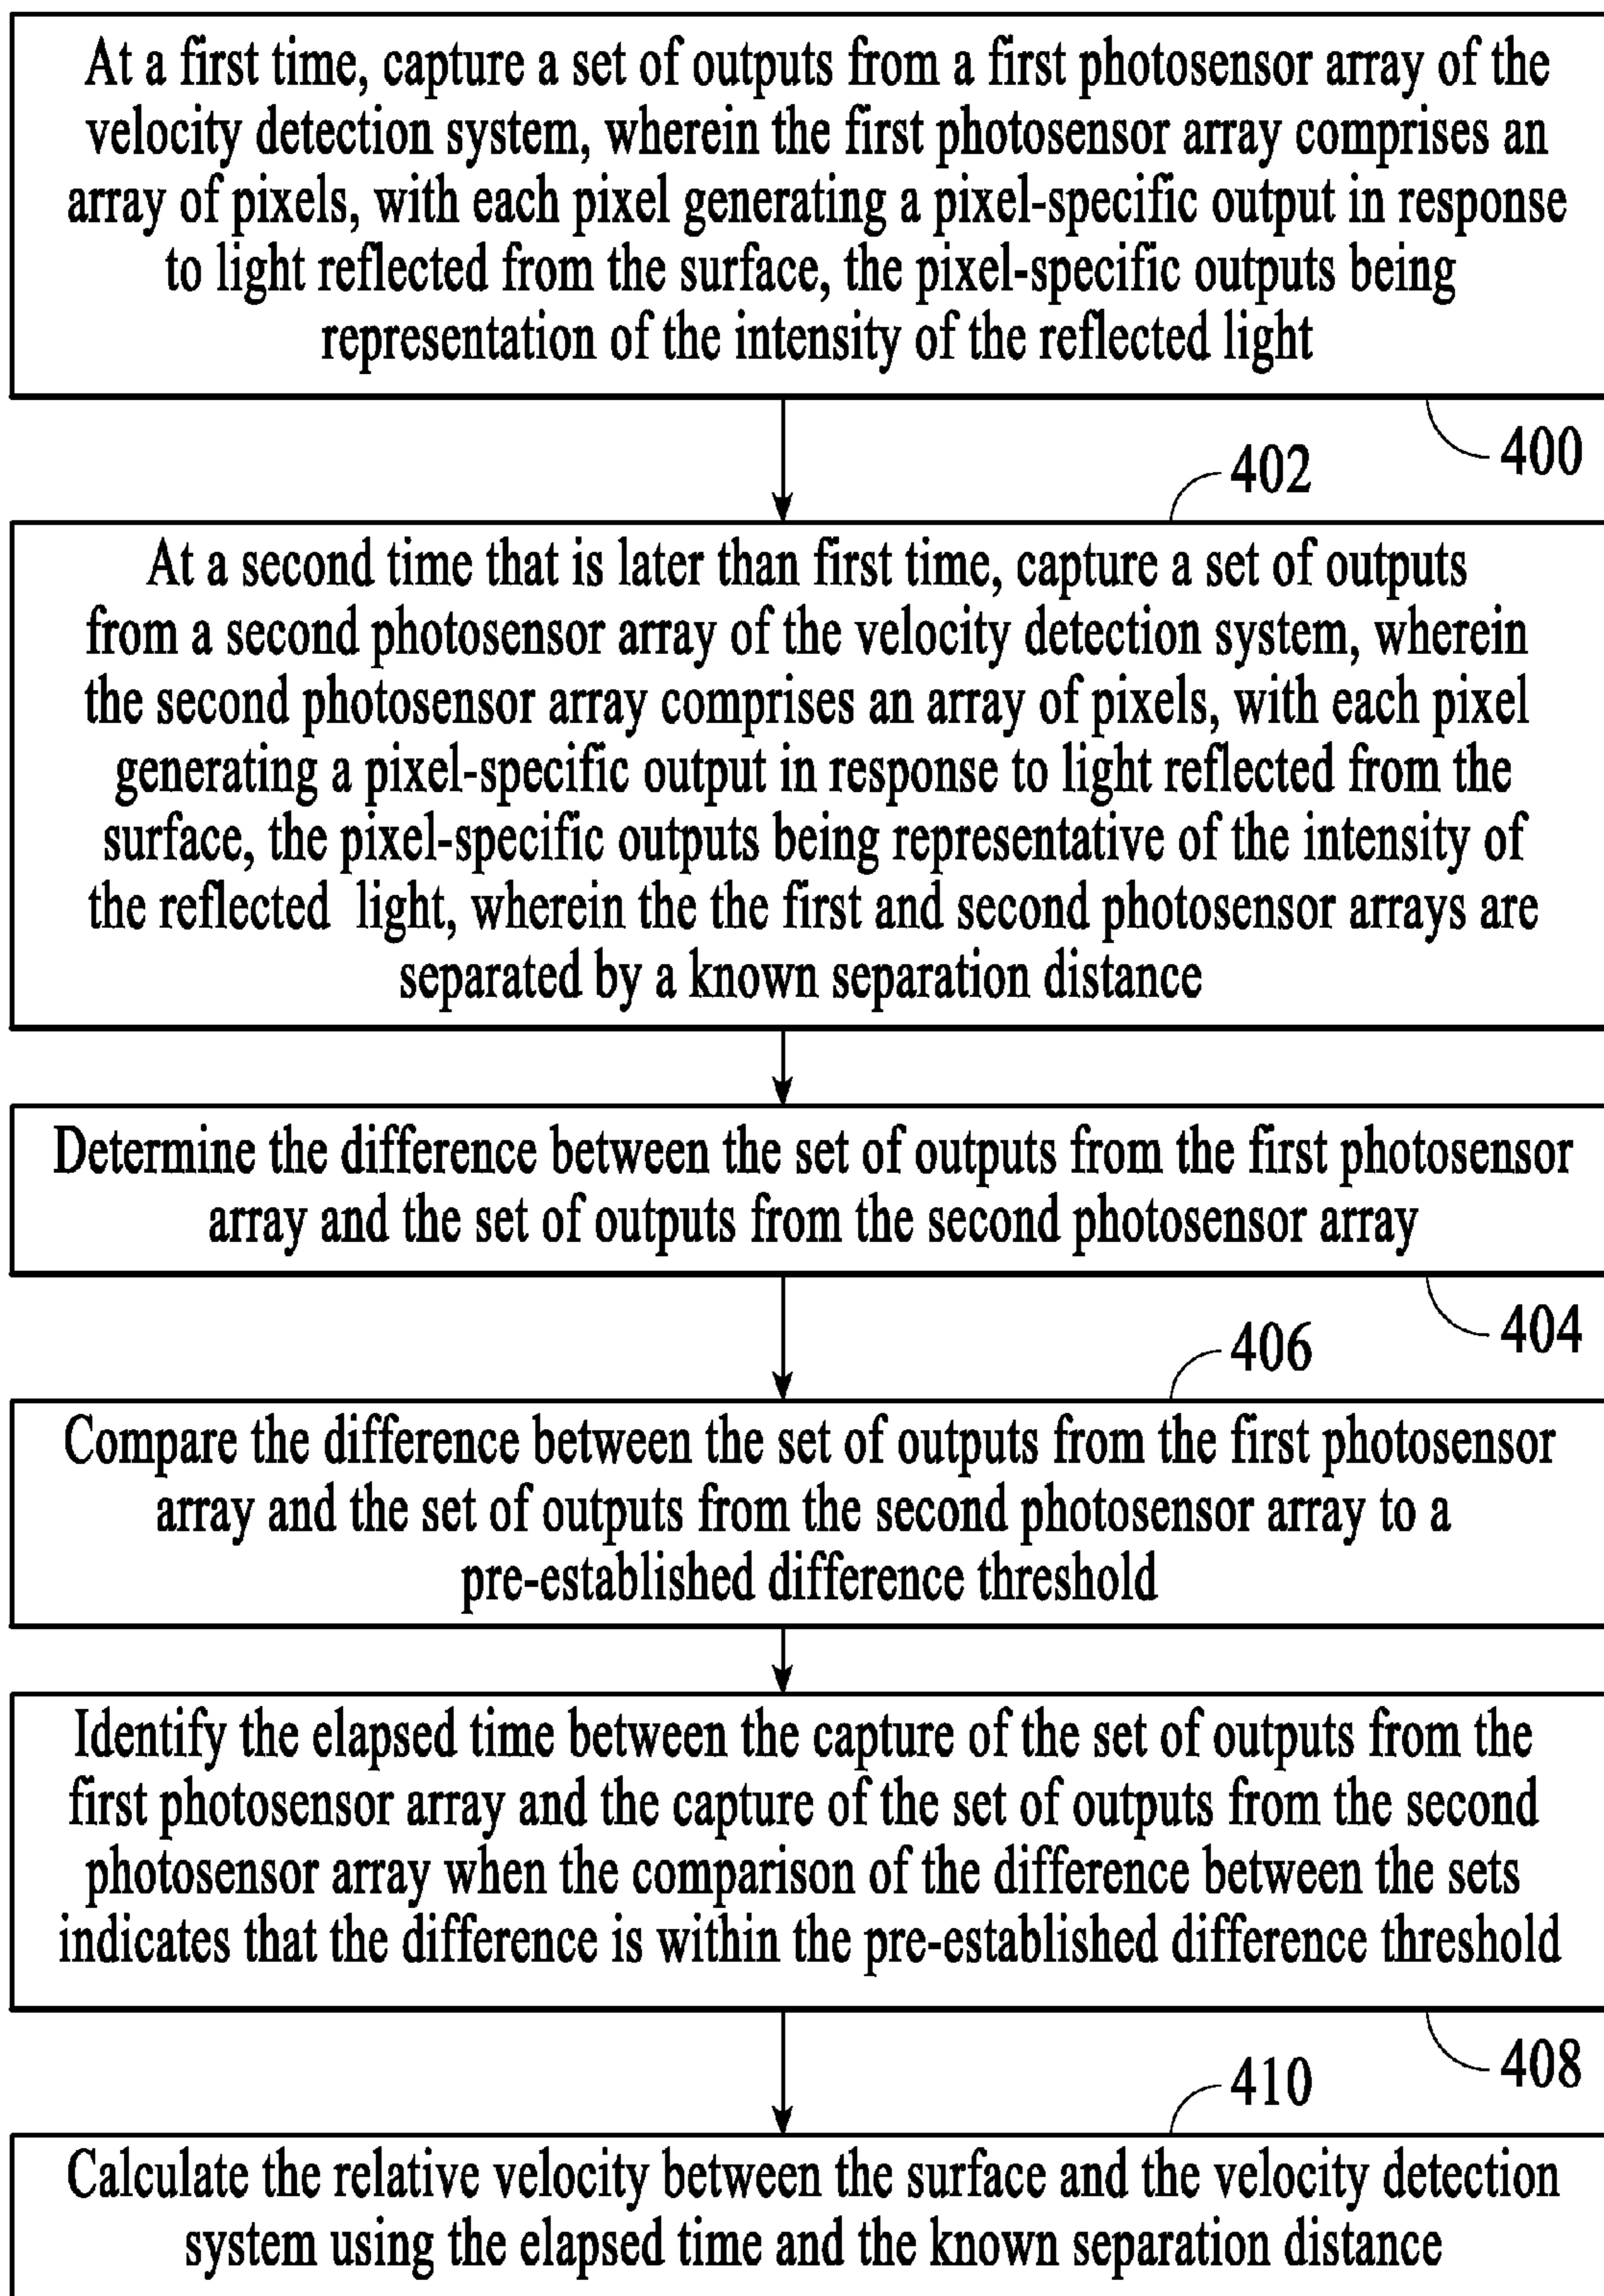 At a first time, capture a set of outputs from a first photosensor array of the
velocity detection system, wherein the first photosensor array comprises an
array of pixels, with each pixel generating a pixel-specific output in response
to light reflected from the surface, the pixel-specific outputs being
representation of the intensity of the reflected light
400
402
At a second time that is later than first time, capture a set of outputs
from a second photosensor array of the velocity detection system, wherein
the second photosensor array comprises an array of pixels, with each pixel
generating a pixel-specific output in response to light reflected from the
surface, the pixel-specific outputs being representative of the intensity of
the reflected light, wherein the the first and second photosensor arrays are
separated by a known separation distance
Determine the difference between the set of outputs from the first photosensor
array and the set of outputs from the second photosensor array
404
406
Compare the difference between the set of outputs from the first photosensor
array and the set of outputs from the second photosensor array to a
pre-established difference threshold
Identify the elapsed time between the capture of the set of outputs from the
first photosensor array and the capture of the set of outputs from the second
photosensor array when the comparison of the difference between the sets
indicates that the difference is within the pre-established difference threshold
408
410
Calculate the relative velocity between the surface and the velocity detection
system using the elapsed time and the known separation distance